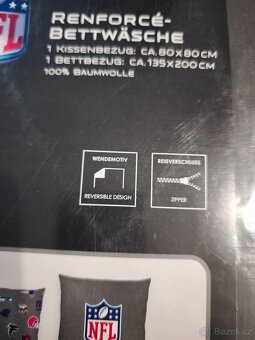 NFL
RENFORCÉ-
BETTWÄSCHE
1 KISSENBEZUG: CA. 80 X 80 CM
1 BETTBEZUG: CA. 135 X 200 CM
100% BAUMWOLLE
WENDEMOTIV
REVERSIBLE DESIGN
REIßVERSCHLUSS
ZIPPER
NFL
Bazoš.cz